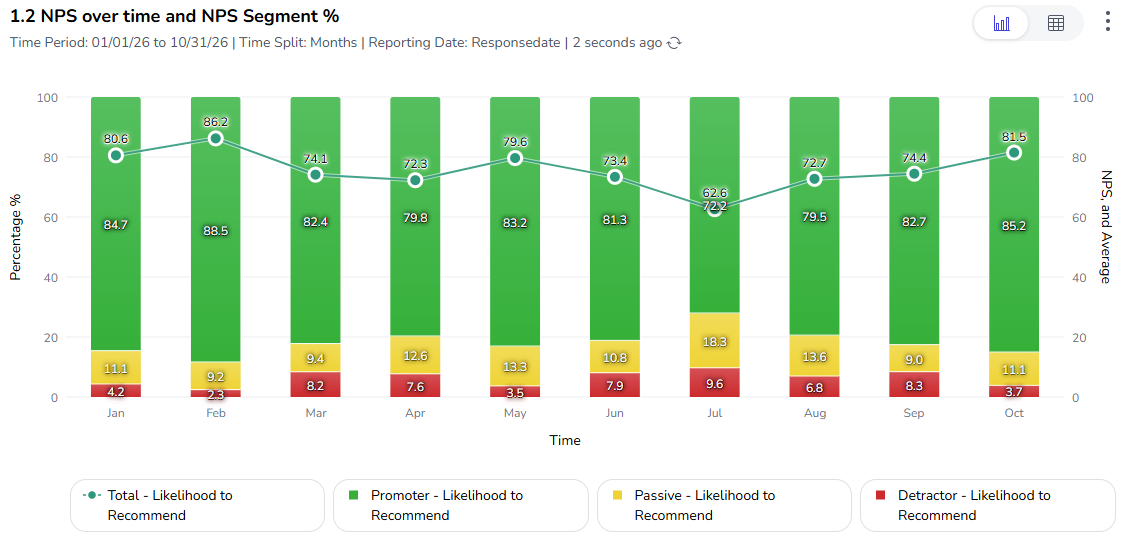 1.2 NPS over time and NPS Segment %
Time Period: 01/01/26 to 10/31/26 | Time Split: Months | Reporting Date: Responsedate | 2 seconds ago
100
80
60
40
20
0
Percentage %
100
80
60
40
20
0
NPS, and Average
80.6
86.2
74.1
72.3
79.6
73.4
62.6
72.7
74.4
81.5
84.7
88.5
82.4
79.8
83.2
81.3
72.2
79.5
82.7
85.2
11.1
9.2
9.4
12.6
13.3
10.8
18.3
13.6
9.0
11.1
4.2
2.3
8.2
7.6
3.5
7.9
9.6
6.8
8.3
3.7
Jan
Feb
Mar
Apr
May
Jun
Jul
Aug
Sep
Oct
Time
Total - Likelihood to
Recommend
Promoter - Likelihood to
Recommend
Passive - Likelihood to
Recommend
Detractor - Likelihood to
Recommend